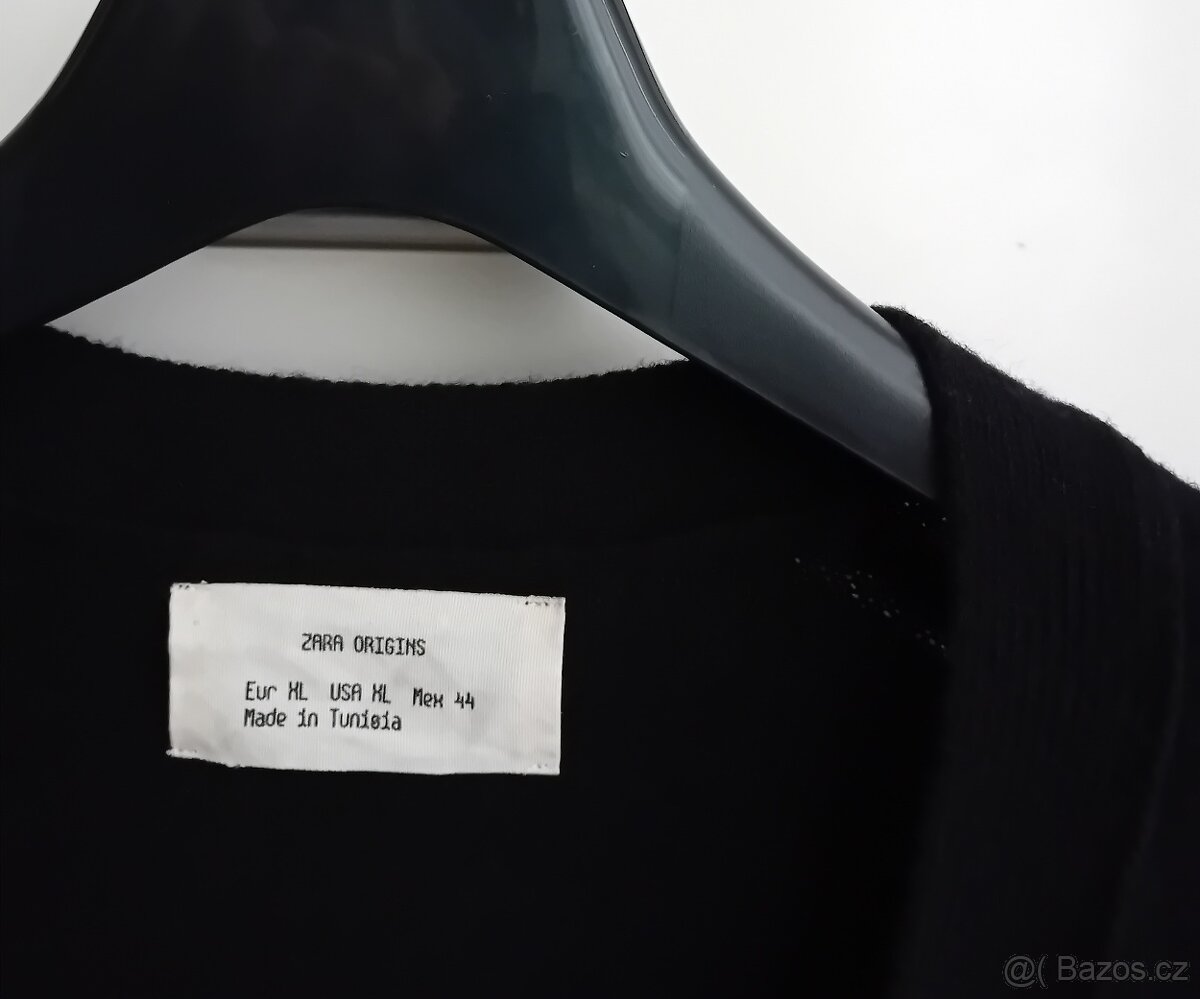 ZARA ORIGINS
Eur XL USA XL Mex 44
Made in Tunisia
@( Bazos.cz